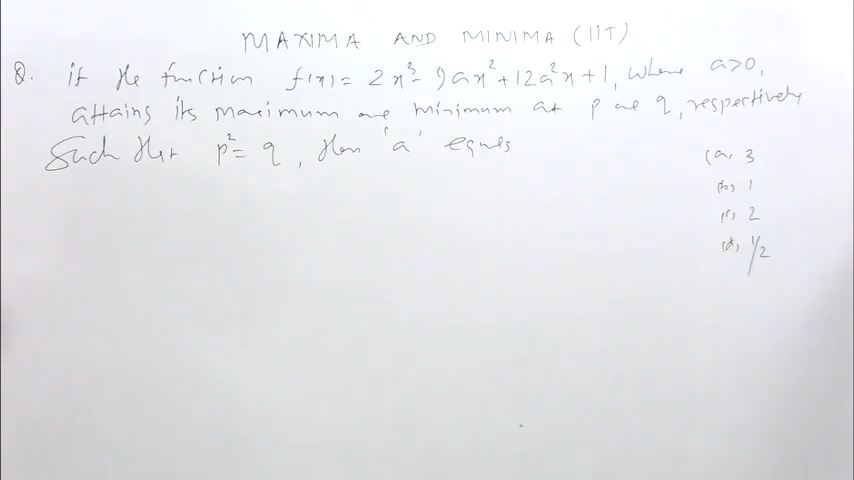 MAXIMA AND MINIMA (IIT)
Q. if the function f(x) = 2x³ - 9ax² + 12a²x + 1, where a>0,
attains its maximum and minimum at p and q, respectively
Such that p² = q, then 'a' equals
(a) 3
(b) 1
(c) 2
(d) 1/2